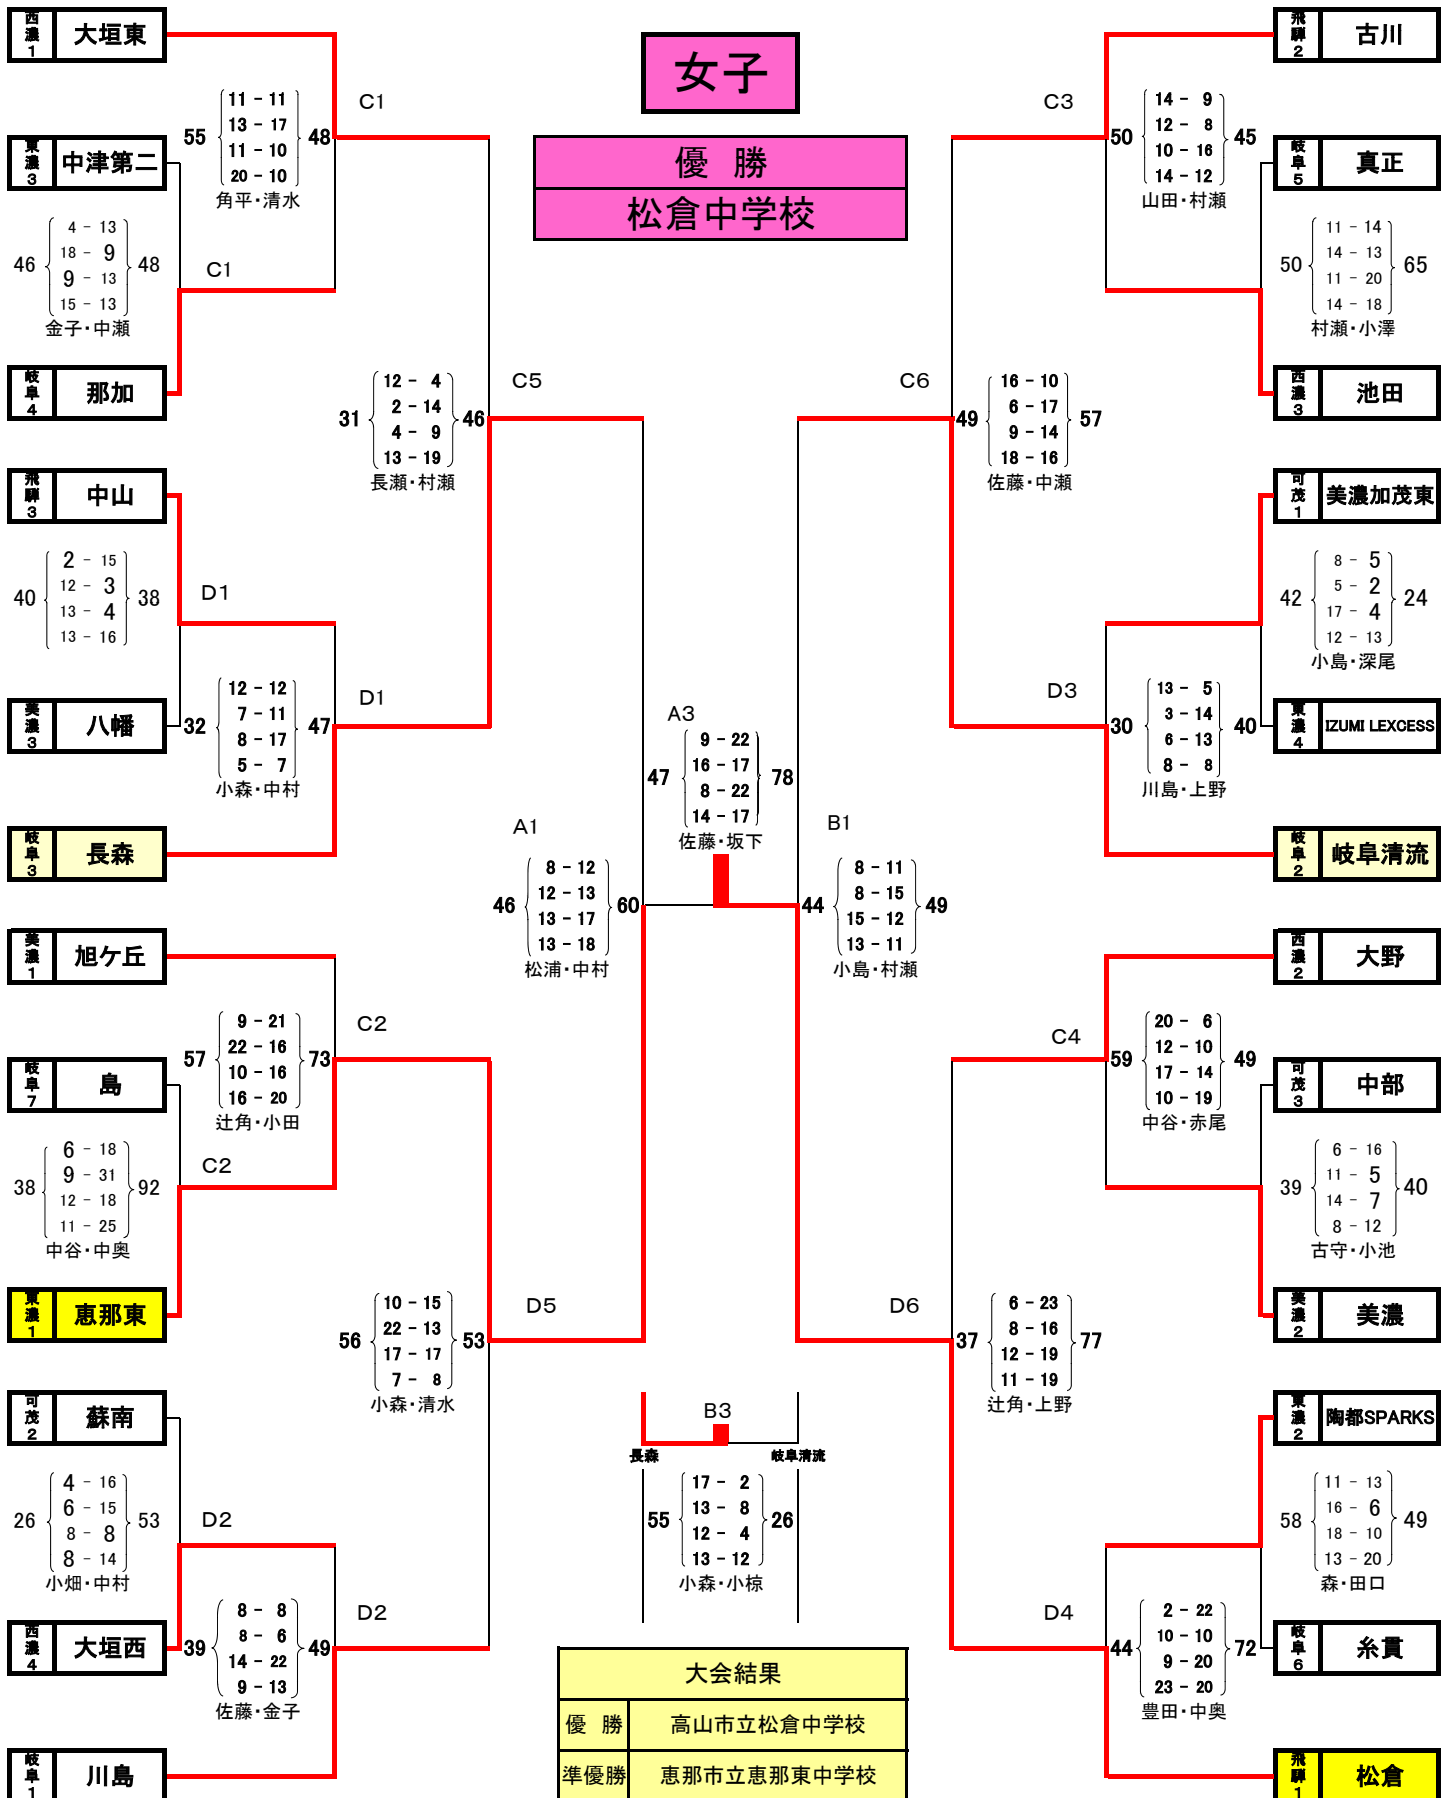 女子
優 勝
松倉中学校
西濃1 大垣東
C1
55 11 - 11 48
13 - 17
11 - 10
20 - 10
角平・清水
東濃3 中津第二
46 4 - 13 48
18 - 9
9 - 13
15 - 13
金子・中瀬
C1
岐阜4 那加
C5
31 12 - 4 46
2 - 14
4 - 9
13 - 19
長瀬・村瀬
飛騨3 中山
40 2 - 15 38
12 - 3
13 - 4
13 - 16
D1
美濃3 八幡
D1
32 12 - 12 47
7 - 11
8 - 17
5 - 7
小森・中村
岐阜3 長森
A1
46 8 - 12 60
12 - 13
13 - 17
13 - 18
松浦・中村
美濃1 旭ケ丘
C2
57 9 - 21 73
22 - 16
10 - 16
16 - 20
辻角・小田
岐阜7 島
38 6 - 18 92
9 - 31
12 - 18
11 - 25
中谷・中奥
C2
東濃1 恵那東
D5
56 10 - 15 53
22 - 13
17 - 17
7 - 8
小森・清水
可茂2 蘇南
26 4 - 16 53
6 - 15
8 - 8
8 - 14
小畑・中村
D2
西濃4 大垣西
D2
39 8 - 8 49
8 - 6
14 - 22
9 - 13
佐藤・金子
岐阜1 川島
A3
47 9 - 22 78
16 - 17
8 - 22
14 - 17
佐藤・坂下
B3
長森 岐阜清流
55 17 - 2 26
13 - 8
12 - 4
13 - 12
小森・小椋
飛騨2 古川
C3
50 14 - 9 45
12 - 8
10 - 16
14 - 12
山田・村瀬
岐阜5 真正
50 11 - 14 65
14 - 13
11 - 20
14 - 18
村瀬・小澤
西濃3 池田
C6
49 16 - 10 57
6 - 17
9 - 14
18 - 16
佐藤・中瀬
可茂1 美濃加茂東
42 8 - 5 24
5 - 2
17 - 4
12 - 13
小島・深尾
東濃4 IZUMI LEXCESS
D3
30 13 - 5 40
3 - 14
6 - 13
8 - 8
川島・上野
岐阜2 岐阜清流
B1
44 8 - 11 49
8 - 15
15 - 12
13 - 11
小島・村瀬
西濃2 大野
C4
59 20 - 6 49
12 - 10
17 - 14
10 - 19
中谷・赤尾
可茂3 中部
39 6 - 16 40
11 - 5
14 - 7
8 - 12
古守・小池
美濃2 美濃
D6
37 6 - 23 77
8 - 16
12 - 19
11 - 19
辻角・上野
東濃2 陶都SPARKS
58 11 - 13 49
16 - 6
18 - 10
13 - 20
森・田口
岐阜6 糸貫
D4
44 2 - 22 72
10 - 10
9 - 20
23 - 20
豊田・中奥
飛騨1 松倉
大会結果
優 勝 高山市立松倉中学校
準優勝 恵那市立恵那東中学校